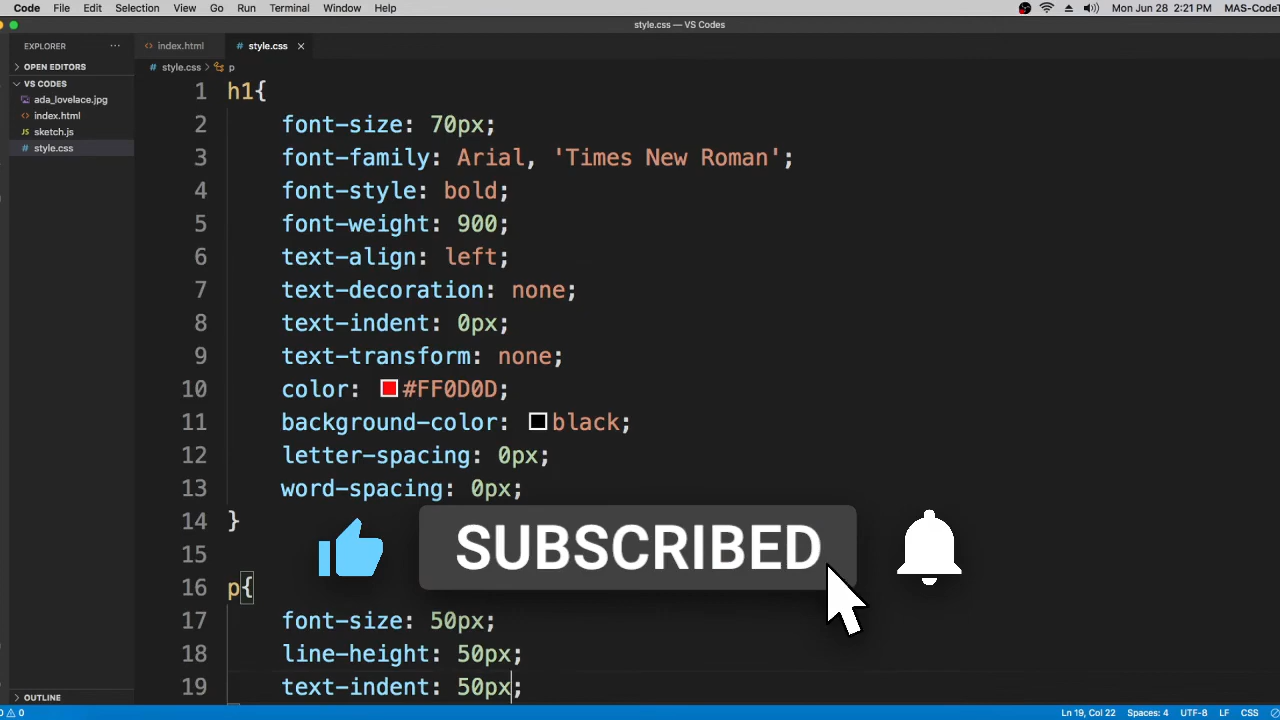 Code File Edit Selection View Go Run Terminal Window Help Mon Jun 28 2:21 PM
style.css — VS Codes
EXPLORER ... index.html # style.css ×
OPEN EDITORS # style.css > p
VS CODES
ada_lovelace.jpg
index.html
JS sketch.js
# style.css
1 h1{
2 font-size: 70px;
3 font-family: Arial, 'Times New Roman';
4 font-style: bold;
5 font-weight: 900;
6 text-align: left;
7 text-decoration: none;
8 text-indent: 0px;
9 text-transform: none;
10 color: #FF0D0D;
11 background-color: black;
12 letter-spacing: 0px;
13 word-spacing: 0px;
14 }
15
SUBSCRIBED
16 p{
17 font-size: 50px;
18 line-height: 50px;
19 text-indent: 50px;
OUTLINE
0 Ln 19, Col 22 Spaces: 4 UTF-8 LF CSS